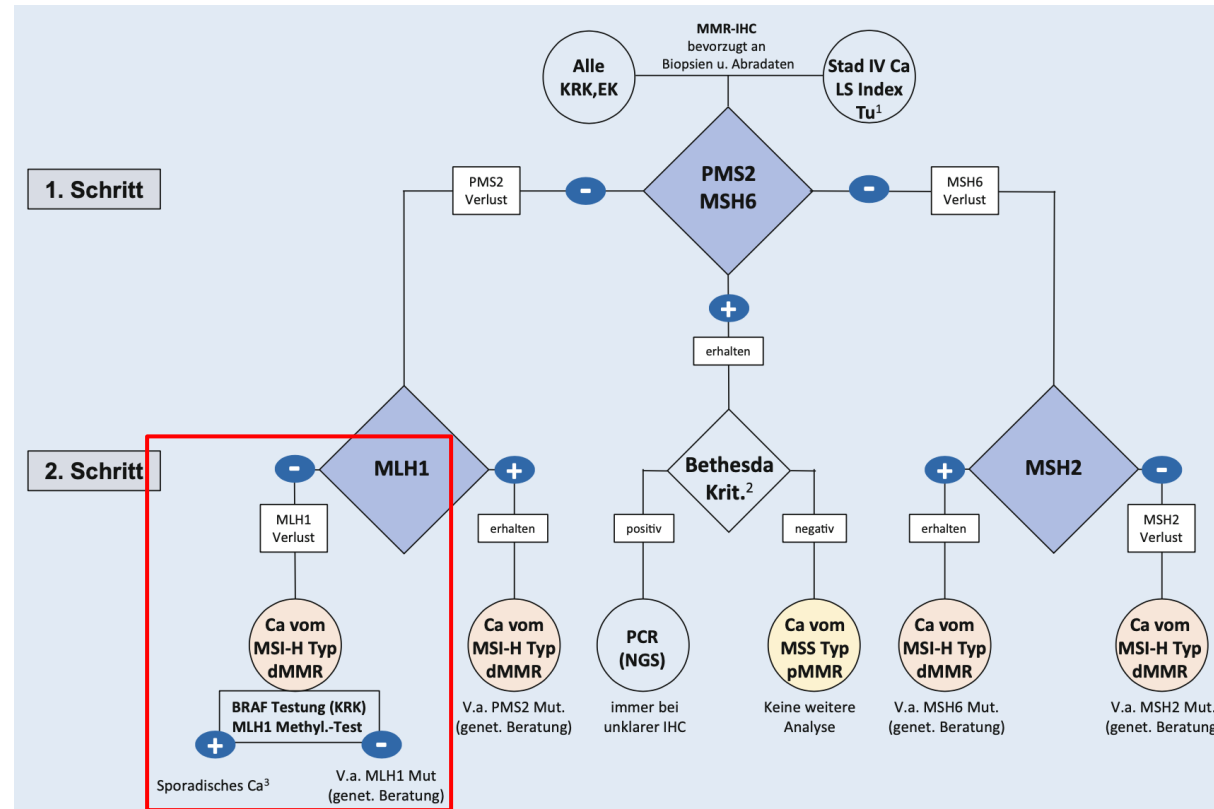 MMR-IHC
bevorzugt an
Biopsien u. Abradaten
Alle
KRK,EK
Stad IV Ca
LS Index
Tu¹
1. Schritt
PMS2
Verlust
-
PMS2
MSH6
-
MSH6
Verlust
+
erhalten
2. Schritt
-
MLH1
+
Bethesda
Krit.²
+
MSH2
-
MLH1
Verlust
erhalten
positiv
negativ
erhalten
MSH2
Verlust
Ca vom
MSI-H Typ
dMMR
Ca vom
MSI-H Typ
dMMR
PCR
(NGS)
Ca vom
MSS Typ
pMMR
Ca vom
MSI-H Typ
dMMR
Ca vom
MSI-H Typ
dMMR
BRAF Testung (KRK)
MLH1 Methyl.-Test
+
-
Sporadisches Ca³
V.a. MLH1 Mut
(genet. Beratung)
V.a. PMS2 Mut.
(genet. Beratung)
immer bei
unklarer IHC
Keine weitere
Analyse
V.a. MSH6 Mut.
(genet. Beratung)
V.a. MSH2 Mut.
(genet. Beratung